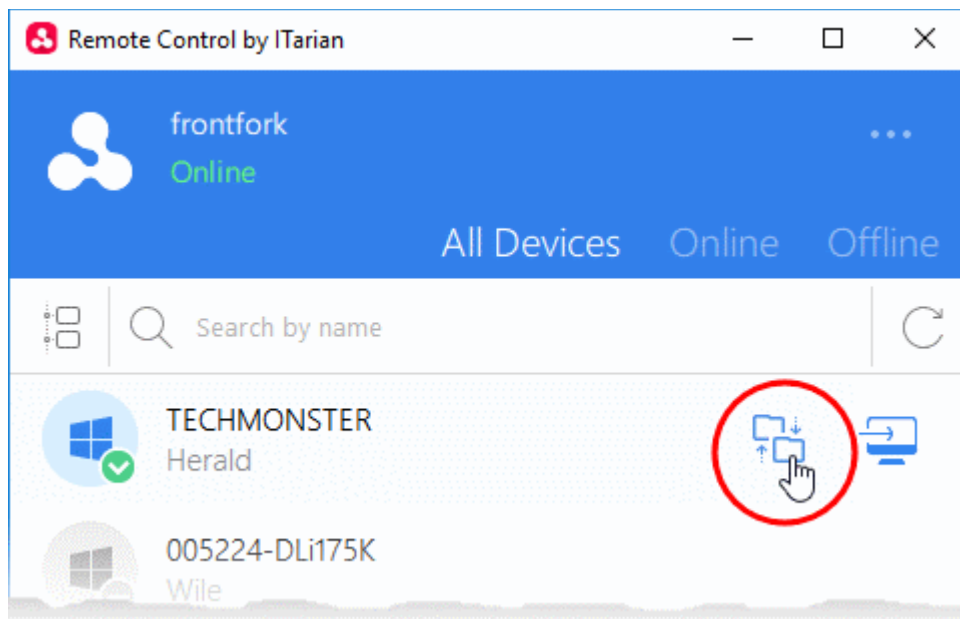 Remote Control by ITarian
frontfork
Online
All Devices Online Offline
Search by name
TECHMONSTER
Herald
005224-DLi175K
Wile